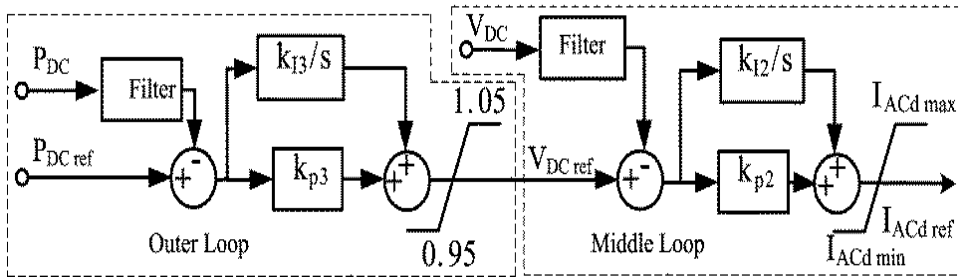 P_DC
Filter
P_DC ref
-
+
k_I3/s
k_p3
+
+
1.05
0.95
Outer Loop
V_DC
Filter
V_DC ref
-
+
k_I2/s
k_p2
+
+
I_ACd max
I_ACd ref
I_ACd min
Middle Loop